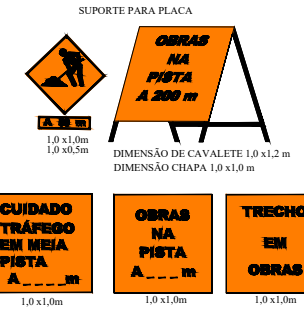 SUPORTE PARA PLACA
OBRAS
NA
PISTA
A 200 m
A m
1,0 x1,0m
1,0 x0,5m
DIMENSÃO DE CAVALETE 1,0 x1,2 m
DIMENSÃO CHAPA 1,0 x1,0 m
CUIDADO
TRÁFEGO
EM MEIA
PISTA
A _ _ _ _ m
1,0 x1,0m
OBRAS
NA
PISTA
A _ _ _ m
1,0 x1,0m
TRECHO
EM
OBRAS
1,0 x1,0m